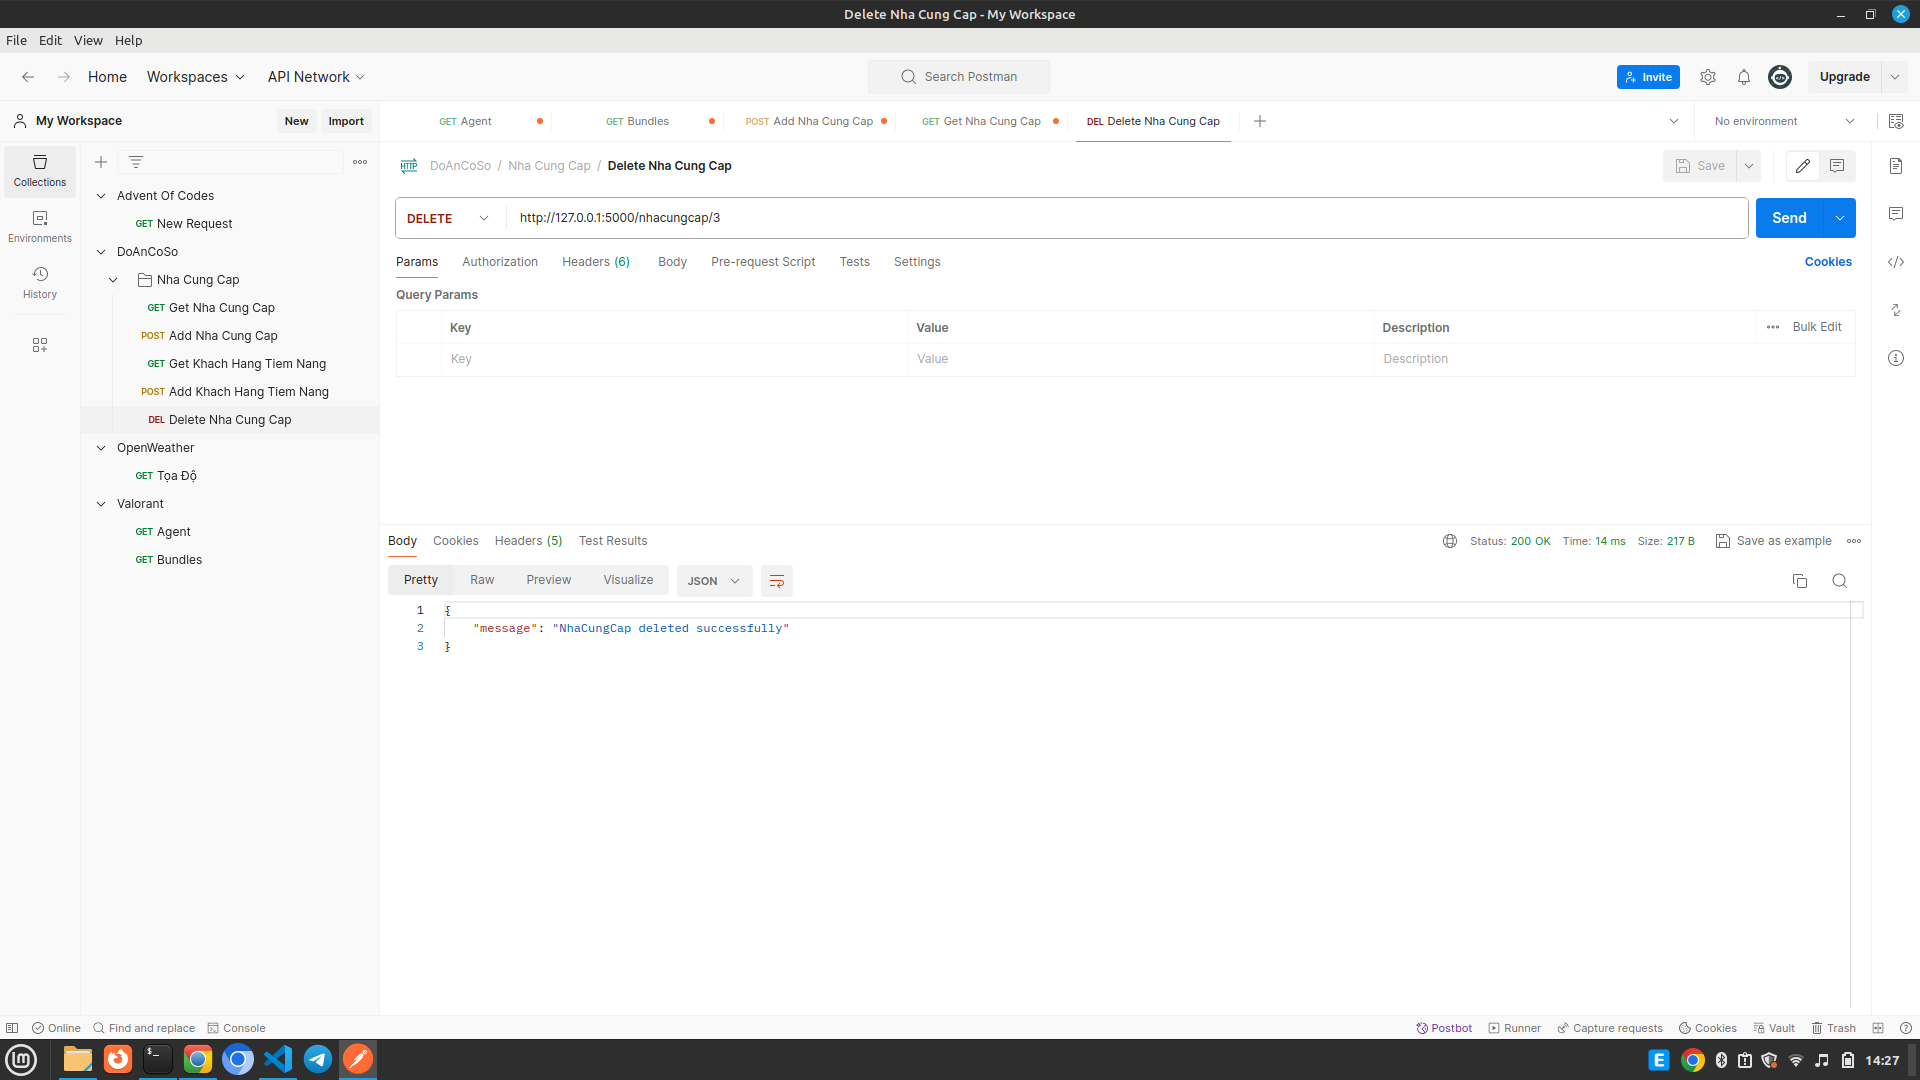 Delete Nha Cung Cap - My Workspace
File Edit View Help
Home Workspaces API Network Search Postman Invite Upgrade
My Workspace New Import
GET Agent GET Bundles POST Add Nha Cung Cap GET Get Nha Cung Cap DEL Delete Nha Cung Cap No environment
Collections
Environments
History
Advent Of Codes
GET New Request
DoAnCoSo
Nha Cung Cap
GET Get Nha Cung Cap
POST Add Nha Cung Cap
GET Get Khach Hang Tiem Nang
POST Add Khach Hang Tiem Nang
DEL Delete Nha Cung Cap
OpenWeather
GET Tọa Độ
Valorant
GET Agent
GET Bundles
HTTP DoAnCoSo / Nha Cung Cap / Delete Nha Cung Cap Save
DELETE http://127.0.0.1:5000/nhacungcap/3 Send
Params Authorization Headers (6) Body Pre-request Script Tests Settings Cookies
Query Params
Key Value Description Bulk Edit
Key Value Description
Body Cookies Headers (5) Test Results Status: 200 OK Time: 14 ms Size: 217 B Save as example
Pretty Raw Preview Visualize JSON
1 {
2 "message": "NhaCungCap deleted successfully"
3 }
Online Find and replace Console Postbot Runner Capture requests Cookies Vault Trash
E 14:27